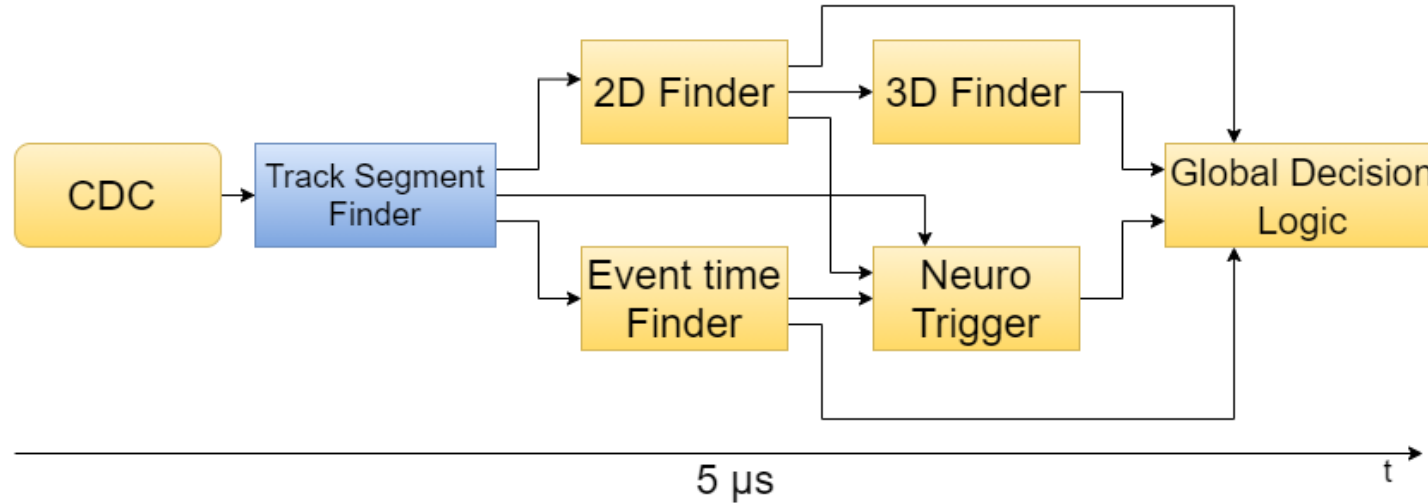 2D Finder
3D Finder
CDC
Track Segment
Finder
Global Decision
Logic
Event time
Finder
Neuro
Trigger
5 μs
t